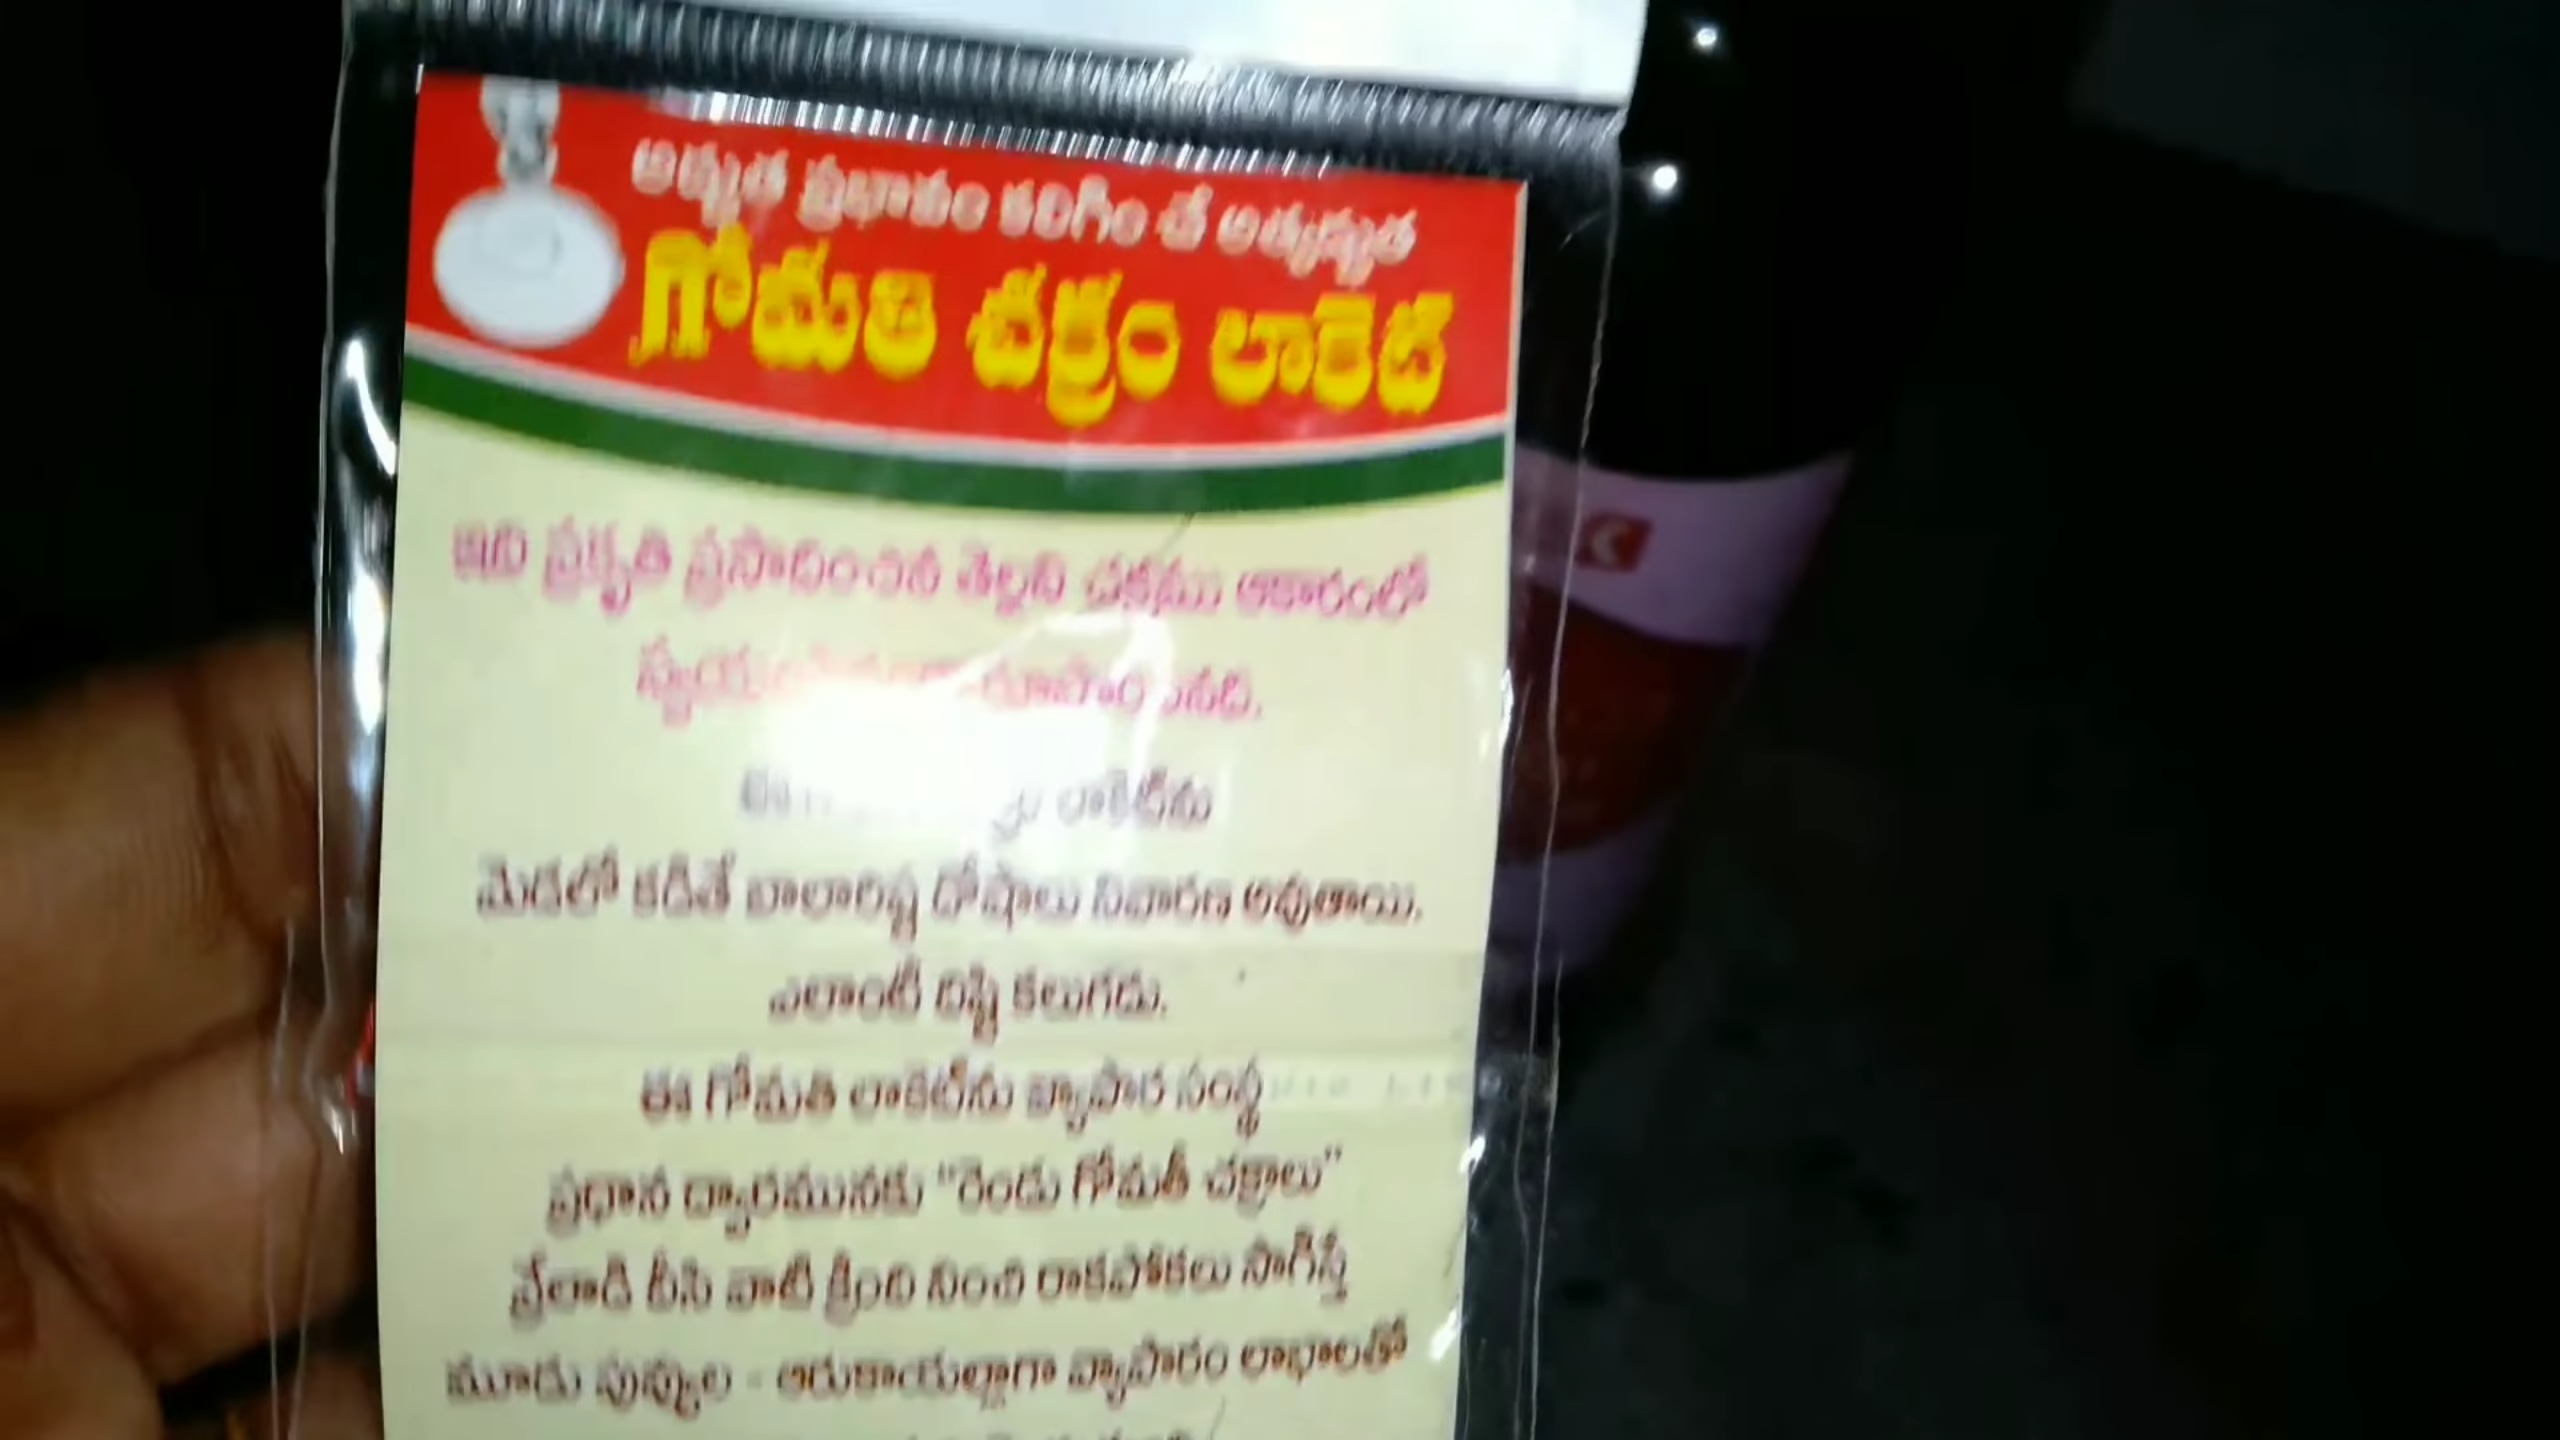 అద్భుత ప్రభావం కలిగించే అత్యద్భుత
గోమతి చక్రం లాకెట్
ఇది ప్రకృతి ప్రసాదించిన తెల్లని చక్రము ఆకారంలో
ఈ లాకెట్‌ను
మెడలో కడితే బాలారిష్ట దోషాలు నివారణ అవుతాయి.
ఎలాంటి దిష్టి కలుగదు.
ఈ గోమతి లాకెట్‌ను వ్యాపార సంస్థ
ప్రధాన ద్వారమునకు "రెండు గోమతీ చక్రాలు"
వ్రేలాడ దీసి వాటి క్రింది నుంచి రాకపోకలు సాగిస్తే
మూడు పువ్వుల - ఆరుకాయల్లాగా వ్యాపారం లాభాలతో